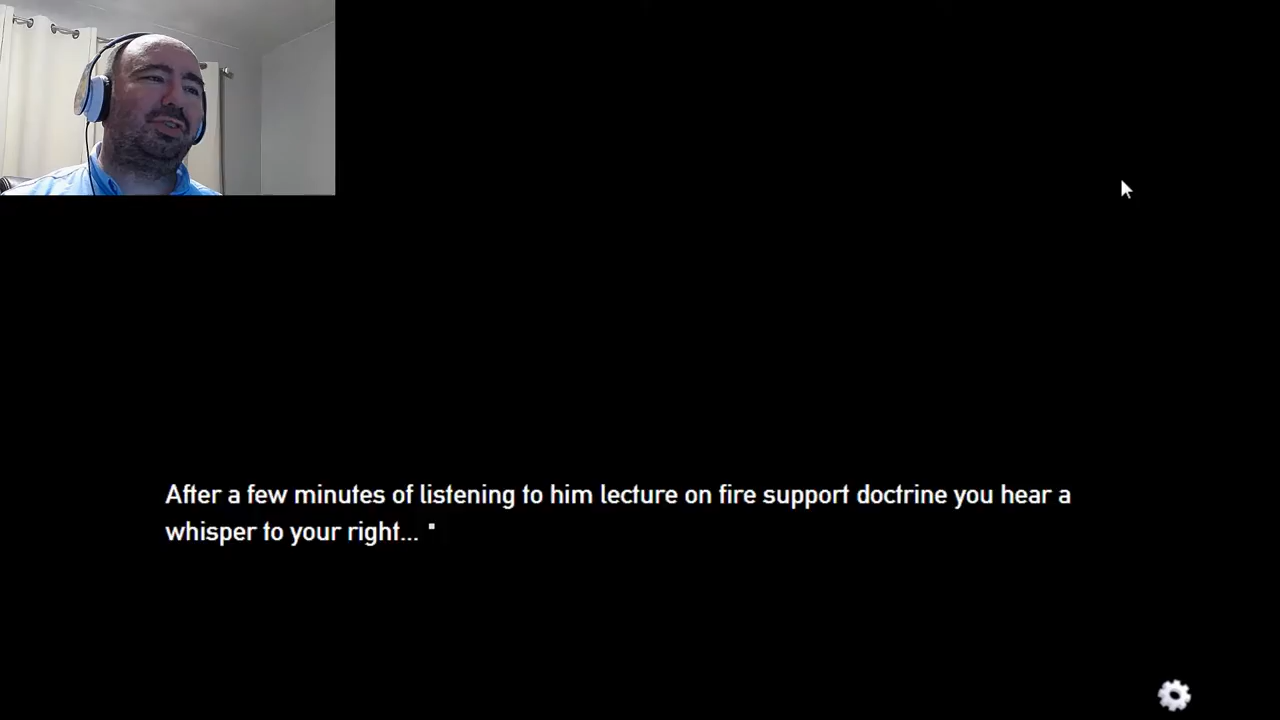 After a few minutes of listening to him lecture on fire support doctrine you hear a
whisper to your right...